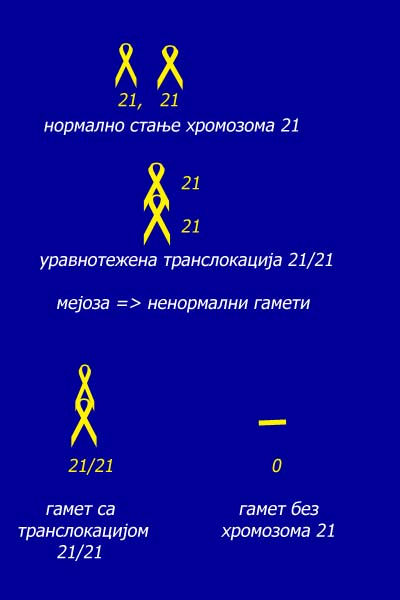 21, 21
нормално стање хромозома 21
21
21
уравнотежена транслокација 21/21
мејоза => ненормални гамети
21/21
0
гамет са
транслокацијом
21/21
гамет без
хромозома 21